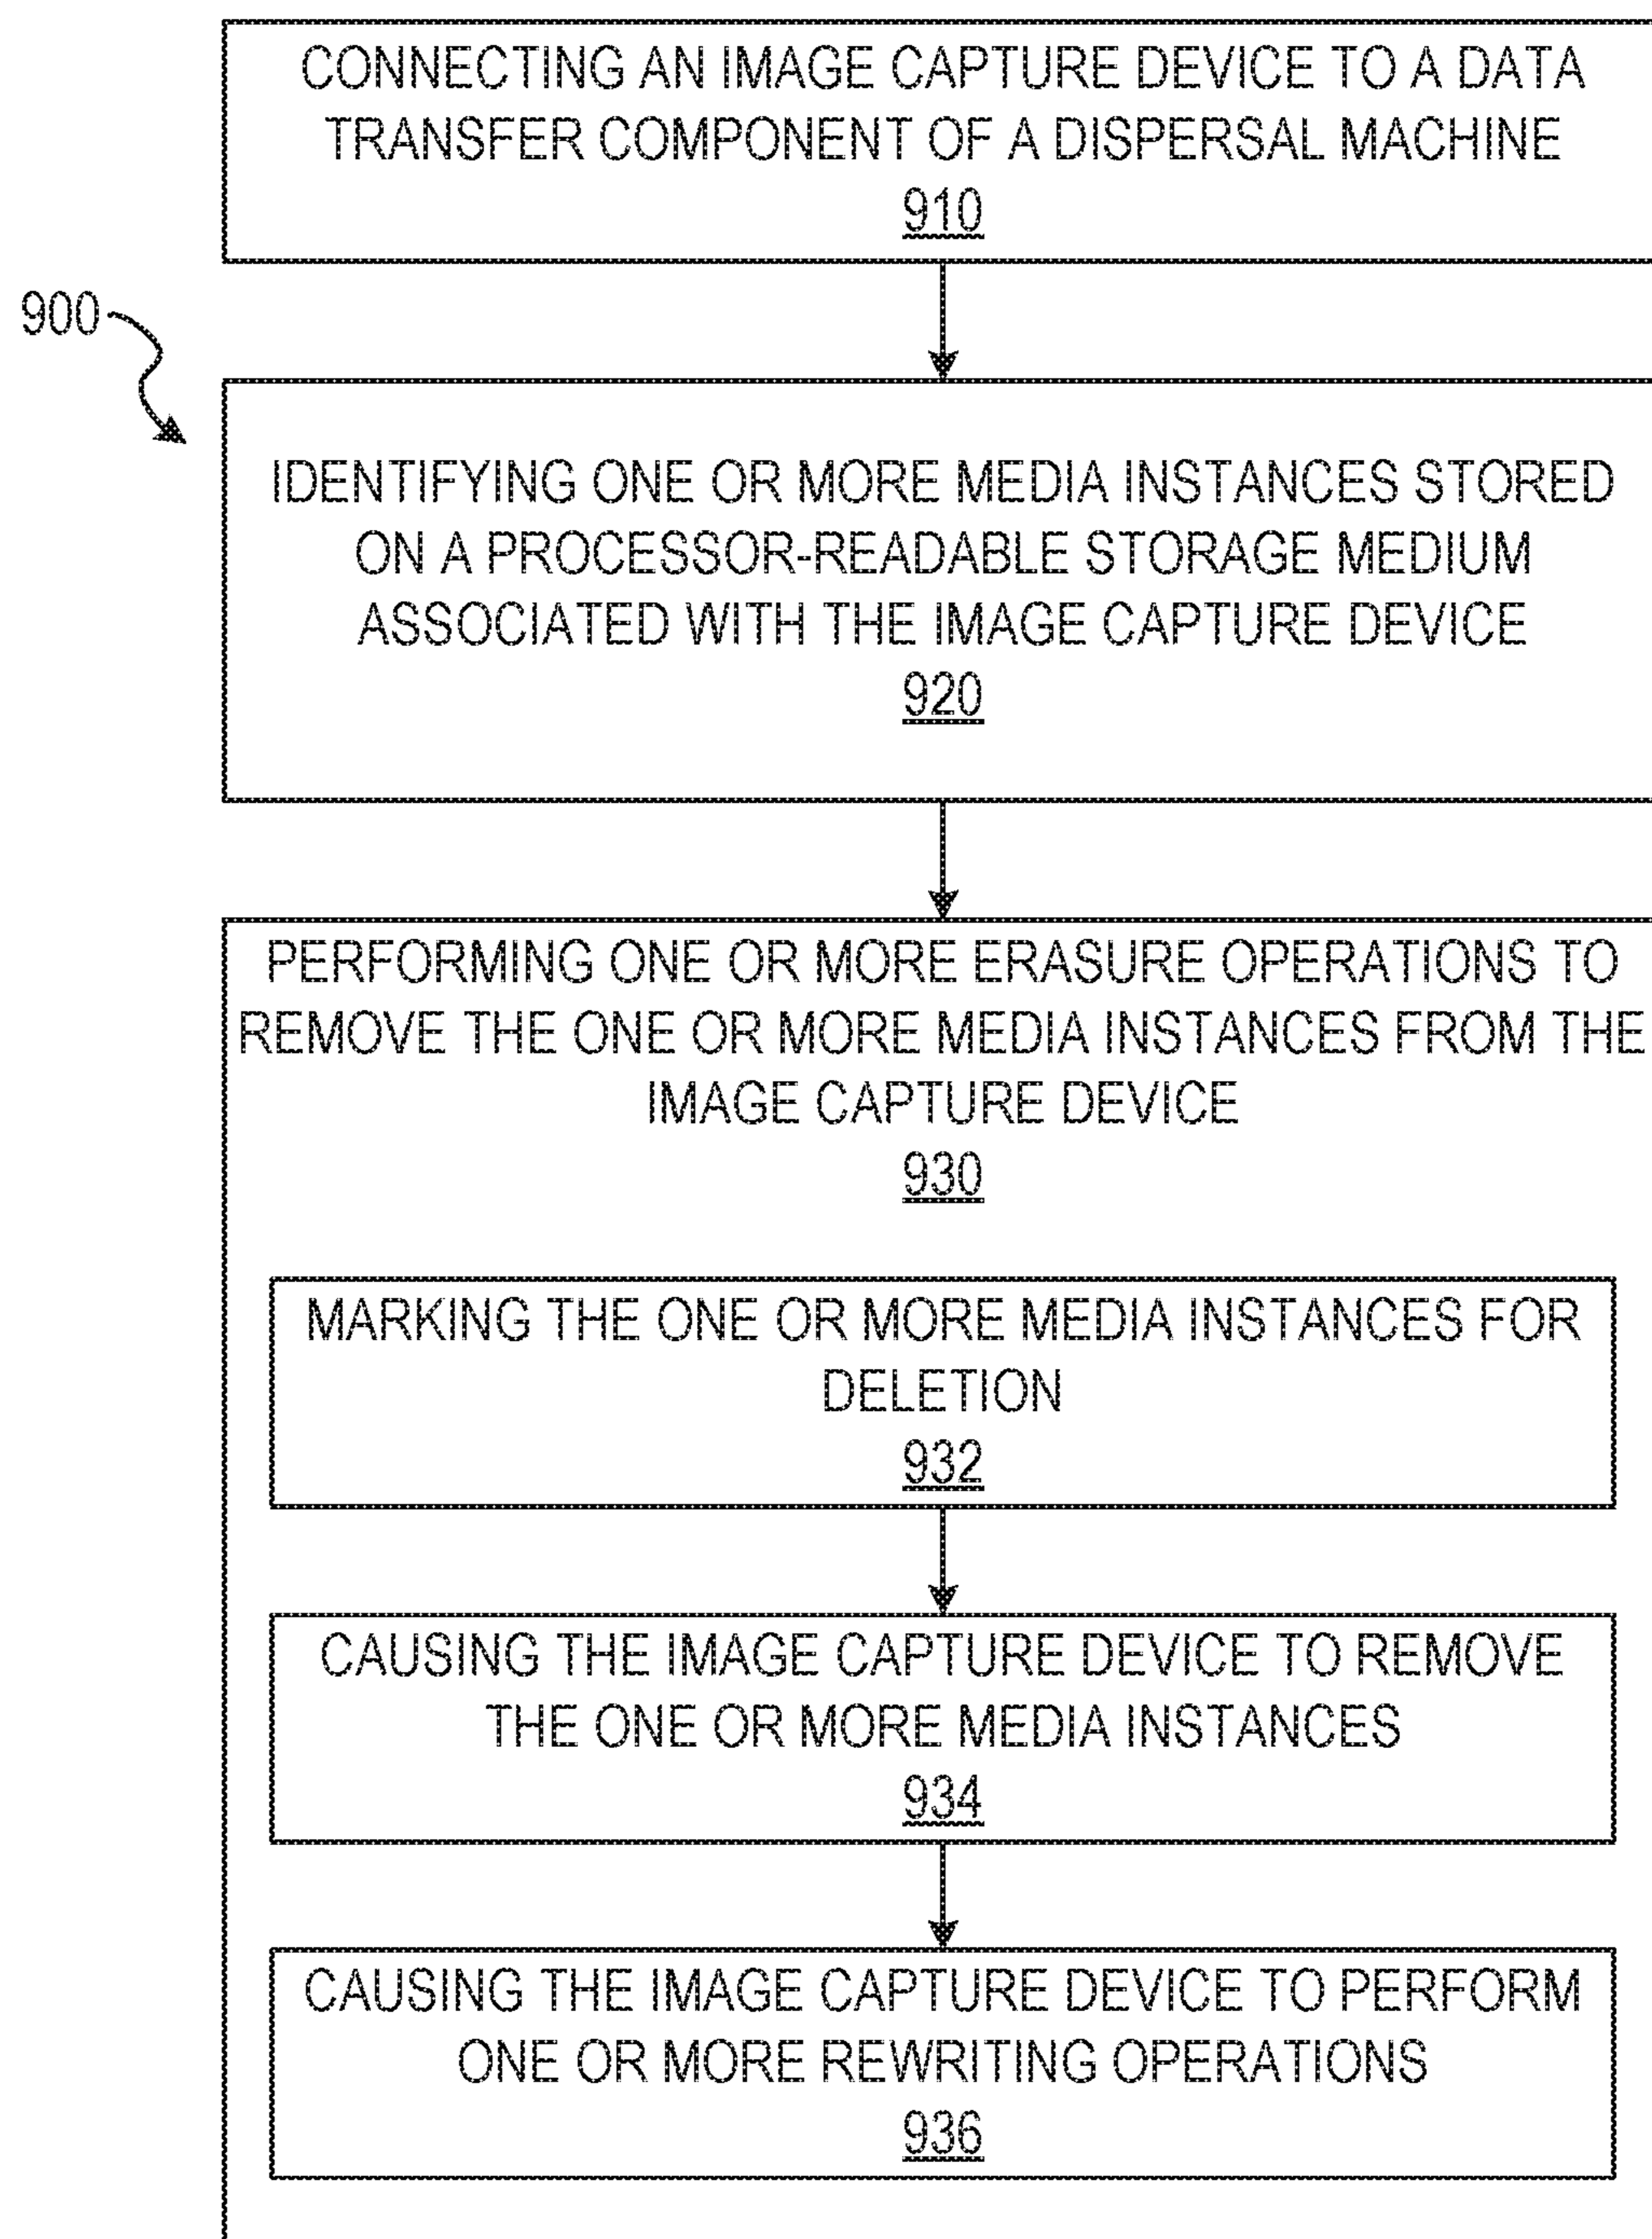 CONNECTING AN IMAGE CAPTURE DEVICE TO A DATA
TRANSFER COMPONENT OF A DISPERSAL MACHINE
910
900
IDENTIFYING ONE OR MORE MEDIA INSTANCES STORED
ON A PROCESSOR-READABLE STORAGE MEDIUM
ASSOCIATED WITH THE IMAGE CAPTURE DEVICE
920
PERFORMING ONE OR MORE ERASURE OPERATIONS TO
REMOVE THE ONE OR MORE MEDIA INSTANCES FROM THE
IMAGE CAPTURE DEVICE
930
MARKING THE ONE OR MORE MEDIA INSTANCES FOR
DELETION
932
CAUSING THE IMAGE CAPTURE DEVICE TO REMOVE
THE ONE OR MORE MEDIA INSTANCES
934
CAUSING THE IMAGE CAPTURE DEVICE TO PERFORM
ONE OR MORE REWRITING OPERATIONS
936